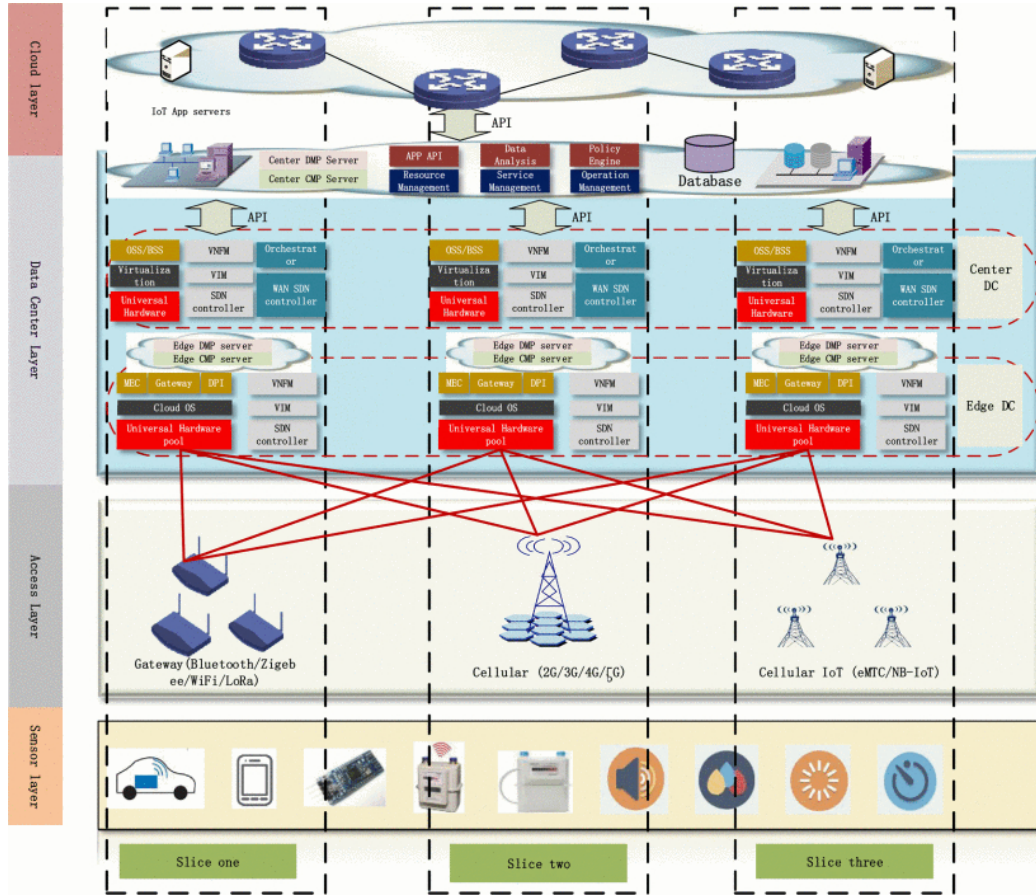 Cloud layer
IoT App servers
API
Center DMP Server
Center CMP Server
APP API
Data
Analysis
Policy
Engine
Resource
Management
Service
Management
Operation
Management
Database
API
API
API
Data Center Layer
OSS/BSS
VNFM
Orchestrat
or
Virtualiza
tion
VIM
WAN SDN
controller
Universal
Hardware
SDN
controller
OSS/BSS
VNFM
Orchestrat
or
Virtualiza
tion
VIM
WAN SDN
controller
Universal
Hardware
SDN
controller
OSS/BSS
VNFM
Orchestrat
or
Virtualiza
tion
VIM
WAN SDN
controller
Universal
Hardware
SDN
controller
Center
DC
Edge DMP server
Edge CMP server
Edge DMP server
Edge CMP server
Edge DMP server
Edge CMP server
MEC
Gateway
DPI
VNFM
Cloud OS
VIM
Universal Hardware
pool
SDN
controller
MEC
Gateway
DPI
VNFM
Cloud OS
VIM
Universal Hardware
pool
SDN
controller
MEC
Gateway
DPI
VNFM
Cloud OS
VIM
Universal Hardware
pool
SDN
controller
Edge DC
Access Layer
Gateway(Bluetooth/Zigeb
ee/WiFi/LoRa)
Cellular (2G/3G/4G/5G)
Cellular IoT (eMTC/NB-IoT)
Sensor layer
Slice one
Slice two
Slice three